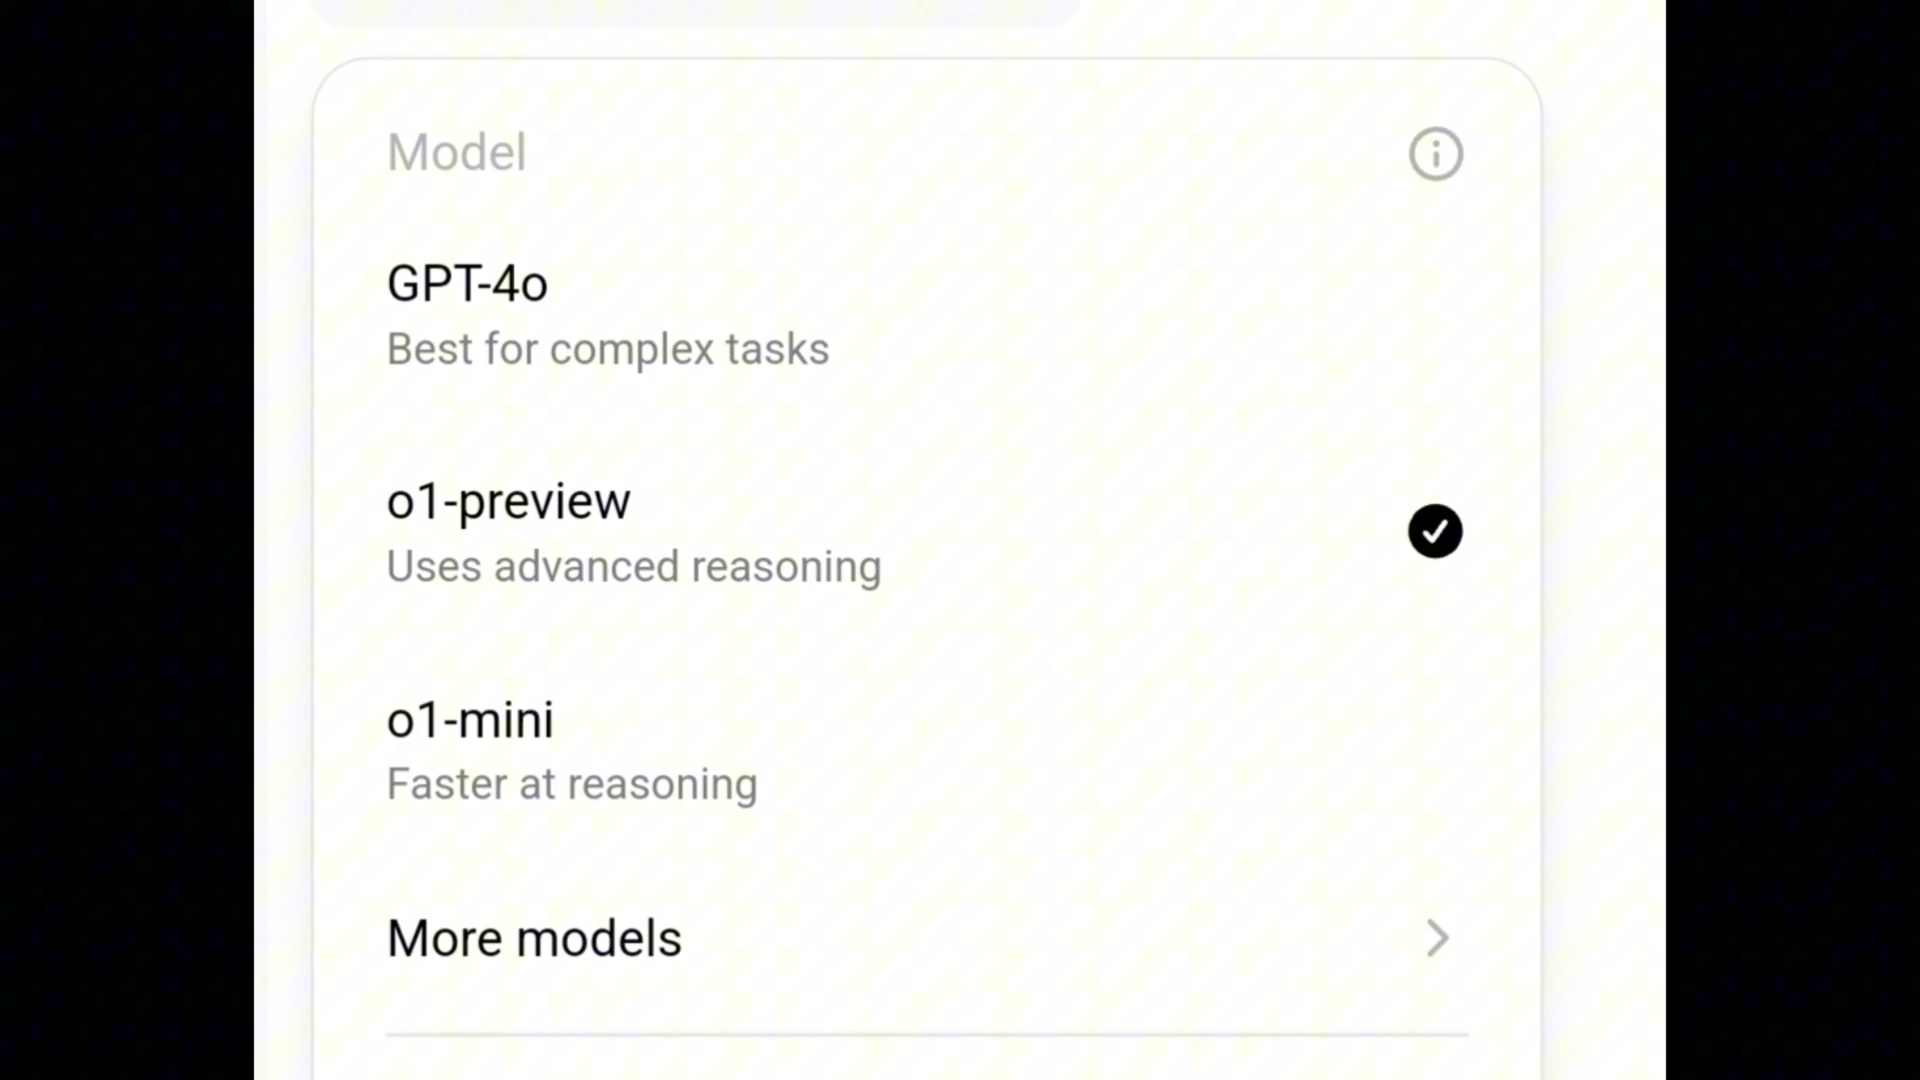 Model
GPT-4o
Best for complex tasks
o1-preview
Uses advanced reasoning
o1-mini
Faster at reasoning
More models